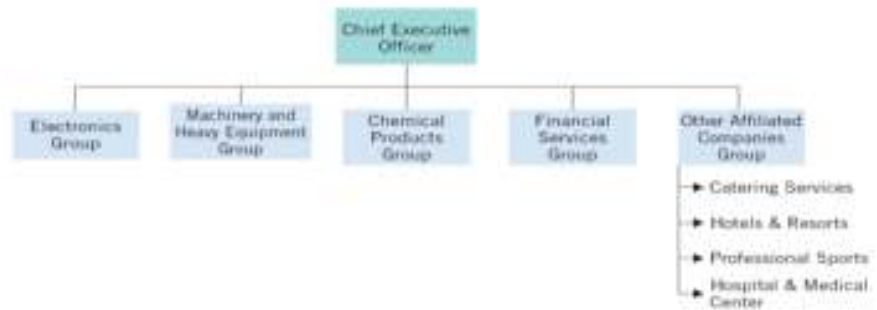 Chief Executive
Officer
Electronics
Group
Machinery and
Heavy Equipment
Group
Chemical
Products
Group
Financial
Services
Group
Other Affiliated
Companies
Group
Catering Services
Hotels & Resorts
Professional Sports
Hospital & Medical
Center